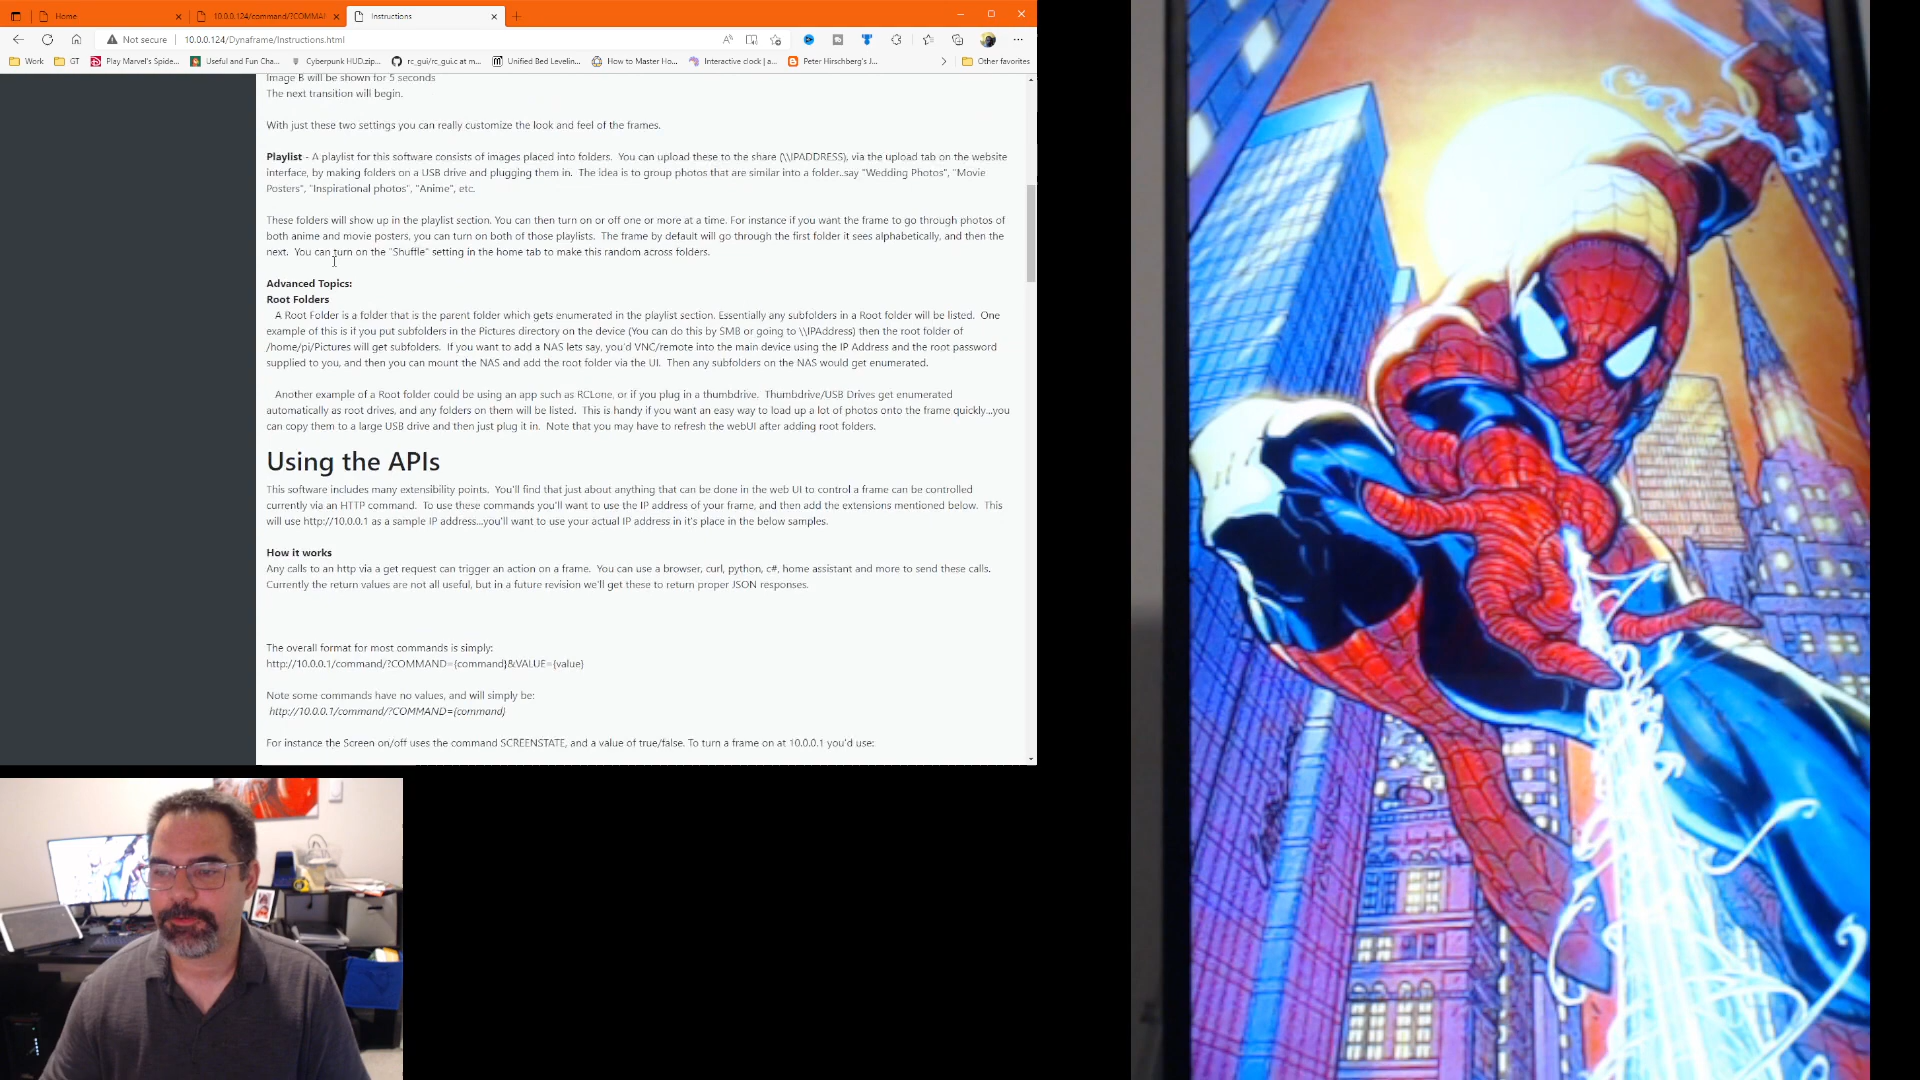 Home
10.0.0.124/command/?COMMA
Instructions
Not secure
10.0.0.124/Dynaframe/Instructions.html
Work
GT
Play Marvel's Spide...
Useful and Fun Cha...
Cyberpunk HUD.zip...
rc_gui/rc_gui.c at m...
Unified Bed Levelin...
How to Master Ho...
Interactive clock | a...
Peter Hirschberg's J...
Other favorites
Image B will be shown for 5 seconds
The next transition will begin.
With just these two settings you can really customize the look and feel of the frames.
Playlist - A playlist for this software consists of images placed into folders. You can upload these to the share (\\IPADDRESS), via the upload tab on the website
interface, by making folders on a USB drive and plugging them in. The idea is to group photos that are similar into a folder..say "Wedding Photos", "Movie
Posters", "Inspirational photos", "Anime", etc.
These folders will show up in the playlist section. You can then turn on or off one or more at a time. For instance if you want the frame to go through photos of
both anime and movie posters, you can turn on both of those playlists. The frame by default will go through the first folder it sees alphabetically, and then the
next. You can turn on the "Shuffle" setting in the home tab to make this random across folders.
Advanced Topics:
Root Folders
A Root Folder is a folder that is the parent folder which gets enumerated in the playlist section. Essentially any subfolders in a Root folder will be listed. One
example of this is if you put subfolders in the Pictures directory on the device (You can do this by SMB or going to \\IPAddress) then the root folder of
/home/pi/Pictures will get subfolders. If you want to add a NAS lets say, you'd VNC/remote into the main device using the IP Address and the root password
supplied to you, and then you can mount the NAS and add the root folder via the UI. Then any subfolders on the NAS would get enumerated.
Another example of a Root folder could be using an app such as RCLone, or if you plug in a thumbdrive. Thumbdrive/USB Drives get enumerated
automatically as root drives, and any folders on them will be listed. This is handy if you want an easy way to load up a lot of photos onto the frame quickly...you
can copy them to a large USB drive and then just plug it in. Note that you may have to refresh the webUI after adding root folders.
Using the APIs
This software includes many extensibility points. You'll find that just about anything that can be done in the web UI to control a frame can be controlled
currently via an HTTP command. To use these commands you'll want to use the IP address of your frame, and then add the extensions mentioned below. This
will use http://10.0.0.1 as a sample IP address...you'll want to use your actual IP address in it's place in the below samples.
How it works
Any calls to an http via a get request can trigger an action on a frame. You can use a browser, curl, python, c#, home assistant and more to send these calls.
Currently the return values are not all useful, but in a future revision we'll get these to return proper JSON responses.
The overall format for most commands is simply:
http://10.0.0.1/command/?COMMAND={command}&VALUE={value}
Note some commands have no values, and will simply be:
http://10.0.0.1/command/?COMMAND={command}
For instance the Screen on/off uses the command SCREENSTATE, and a value of true/false. To turn a frame on at 10.0.0.1 you'd use: